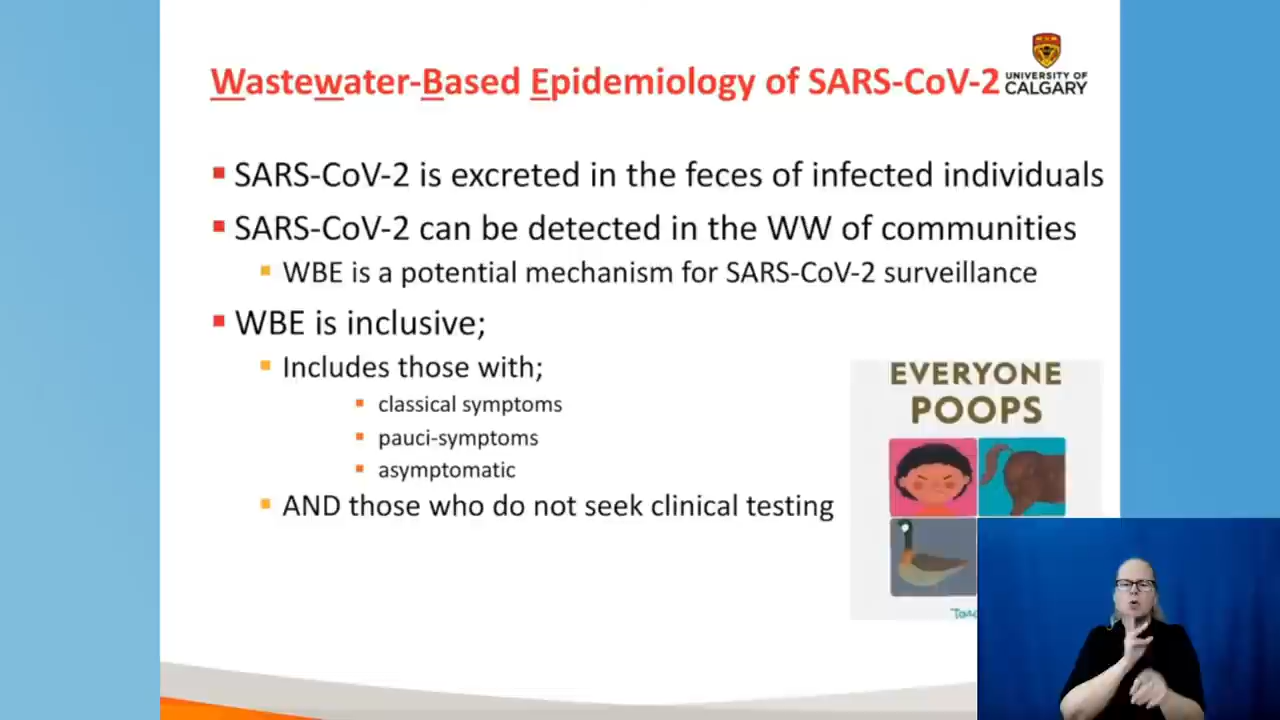 Wastewater-Based Epidemiology of SARS-CoV-2
UNIVERSITY OF
CALGARY
▪ SARS-CoV-2 is excreted in the feces of infected individuals
▪ SARS-CoV-2 can be detected in the WW of communities
▪ WBE is a potential mechanism for SARS-CoV-2 surveillance
▪ WBE is inclusive;
▪ Includes those with;
▪ classical symptoms
▪ pauci-symptoms
▪ asymptomatic
▪ AND those who do not seek clinical testing
EVERYONE
POOPS